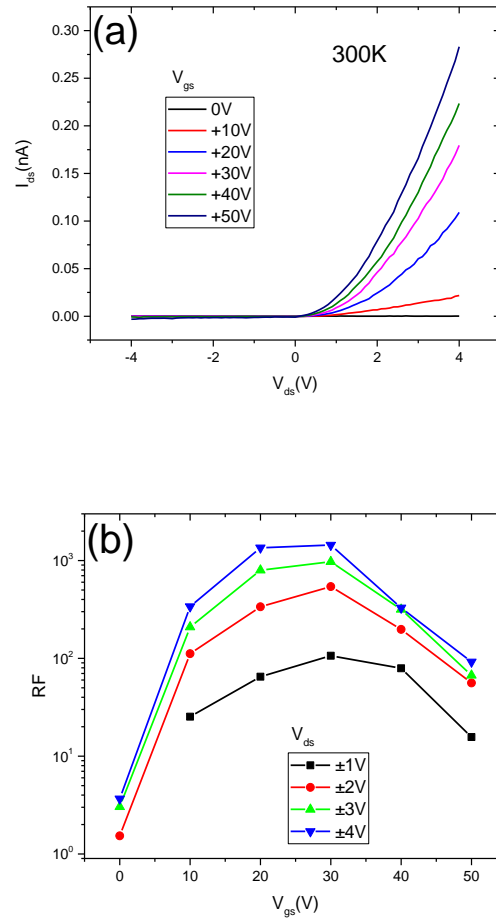 (a)
300K
V_gs
0V
+10V
+20V
+30V
+40V
+50V
I_ds(nA)
0.30
0.25
0.20
0.15
0.10
0.05
0.00
-4 -2 0 2 4
V_ds(V)
(b)
RF
10^3
10^2
10^1
10^0
V_ds
±1V
±2V
±3V
±4V
0 10 20 30 40 50
V_gs(V)